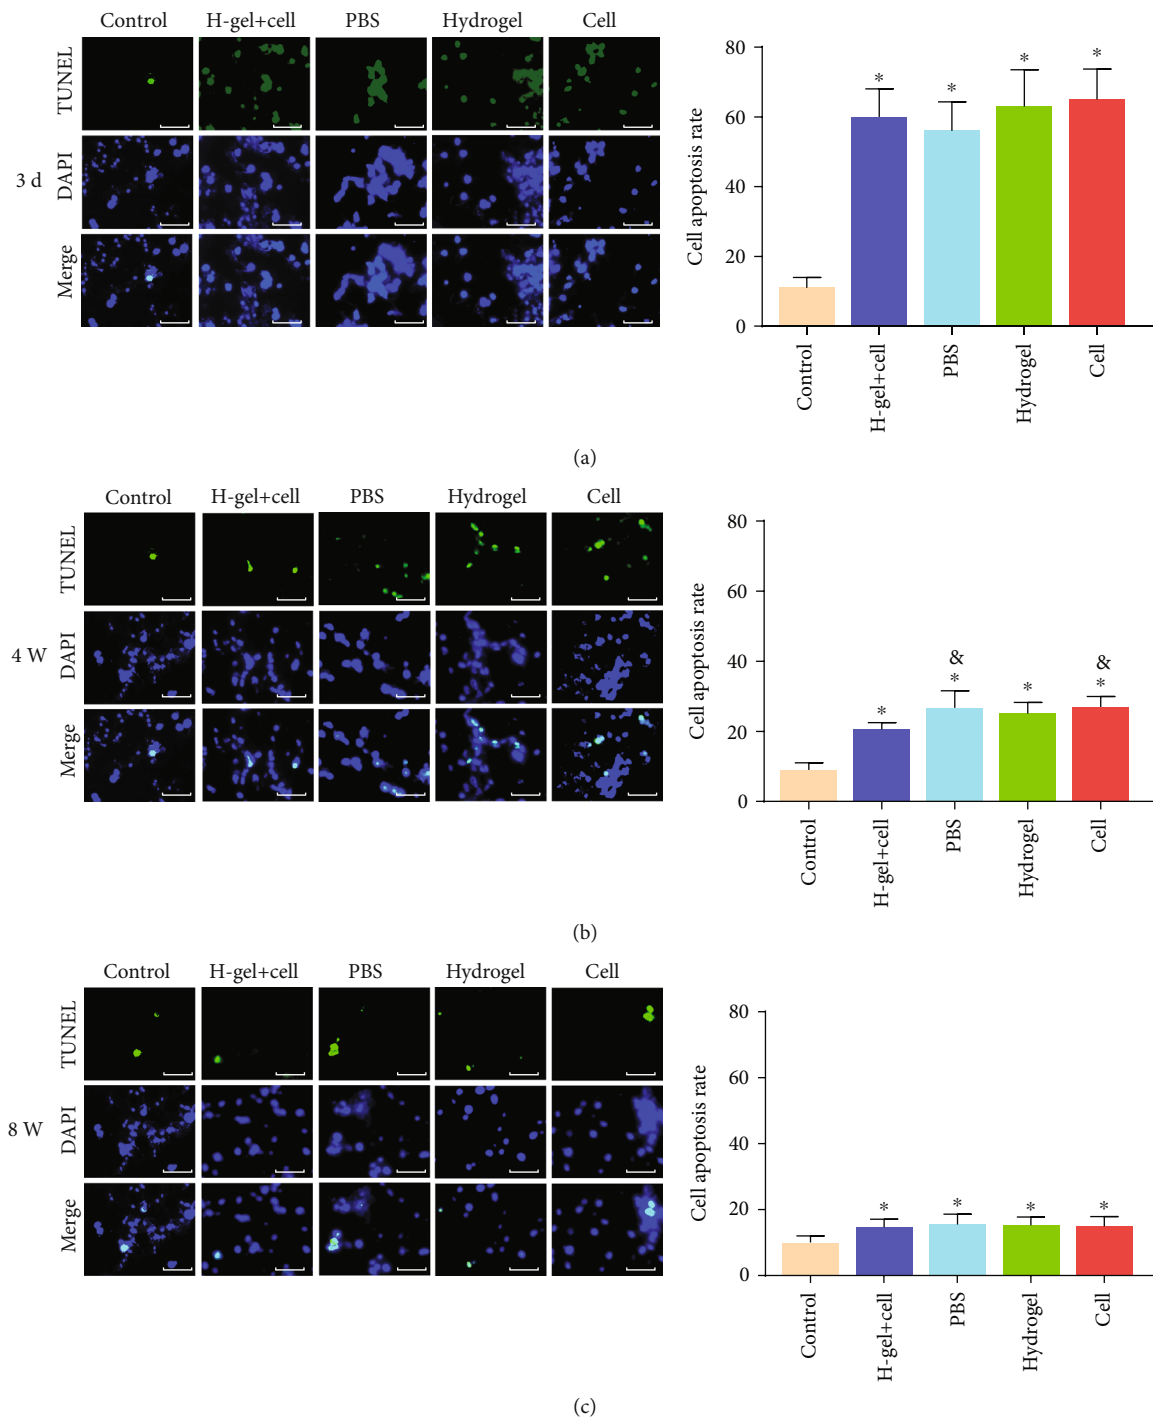 Control H-gel+cell PBS Hydrogel Cell
TUNEL
DAPI
Merge
3 d
Cell apoptosis rate
80
60
40
20
0
* * * *
Control H-gel+cell PBS Hydrogel Cell
(a)
Control H-gel+cell PBS Hydrogel Cell
TUNEL
DAPI
Merge
4 W
Cell apoptosis rate
80
60
40
20
0
& &
* * * *
Control H-gel+cell PBS Hydrogel Cell
(b)
Control H-gel+cell PBS Hydrogel Cell
TUNEL
DAPI
Merge
8 W
Cell apoptosis rate
80
60
40
20
0
* * * *
Control H-gel+cell PBS Hydrogel Cell
(c)